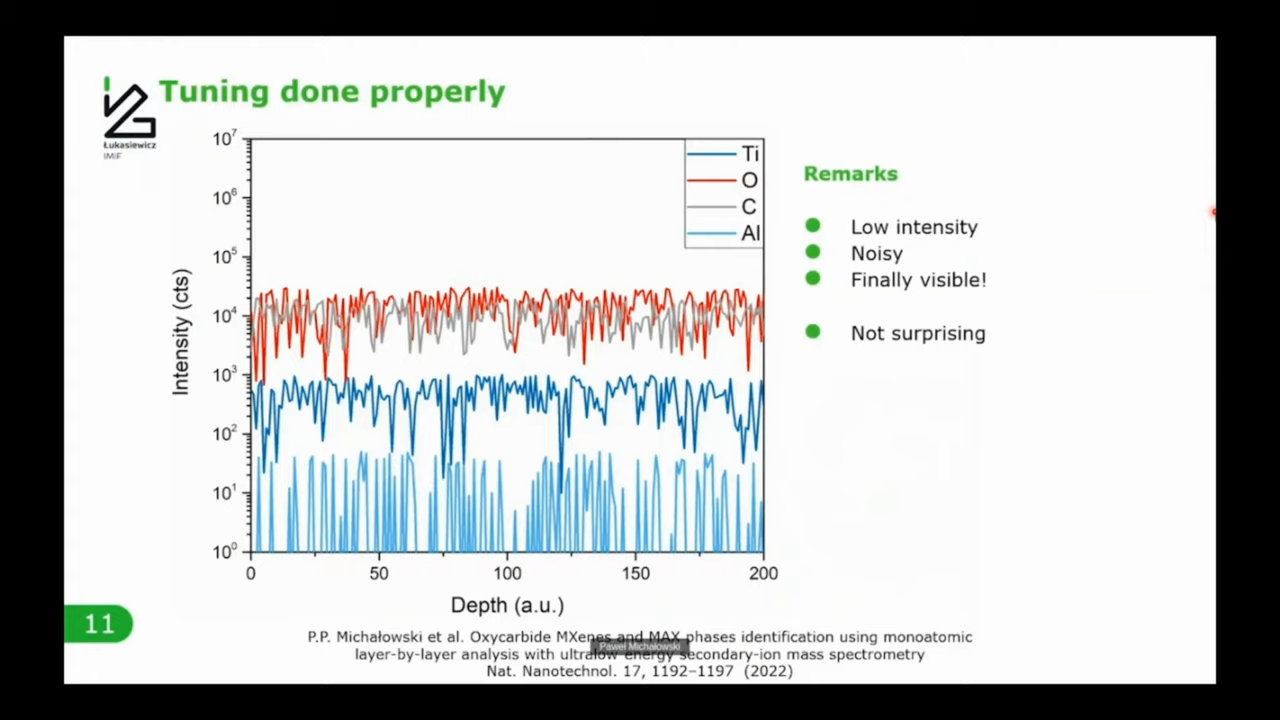 Tuning done properly
Łukasiewicz
IMiF
10⁷
10⁶
10⁵
10⁴
10³
10²
10¹
10⁰
Intensity (cts)
0
50
100
150
200
Depth (a.u.)
Ti
O
C
Al
Remarks
Low intensity
Noisy
Finally visible!
Not surprising
11
P.P. Michałowski et al. Oxycarbide MXenes and MAX phases identification using monoatomic
layer-by-layer analysis with ultralow energy secondary-ion mass spectrometry
Nat. Nanotechnol. 17, 1192–1197 (2022)
Paweł Michałowski